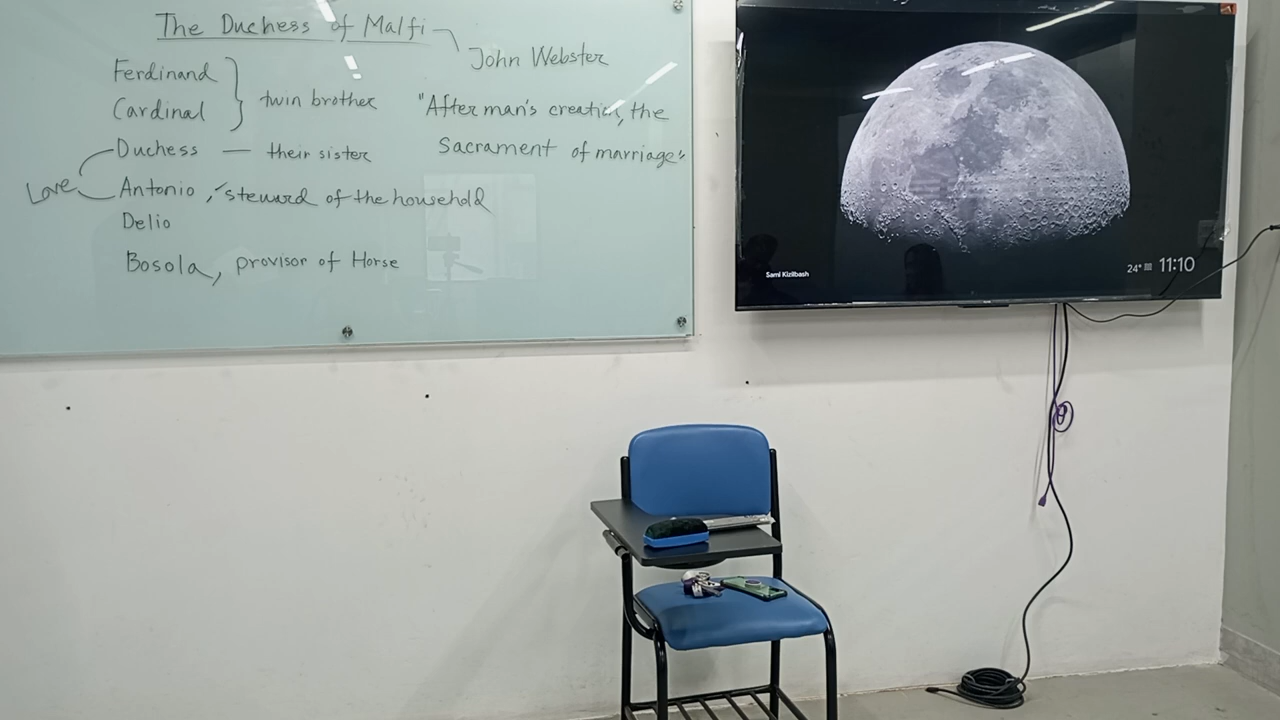 The Duchess of Malfi
John Webster
Ferdinand
Cardinal
twin brother
"After man's creation, the
Sacrament of marriage"
Duchess — their sister
Love
Antonio, steward of the household
Delio
Bosola, provisor of Horse
Sami Kizilbash
24° 11:10